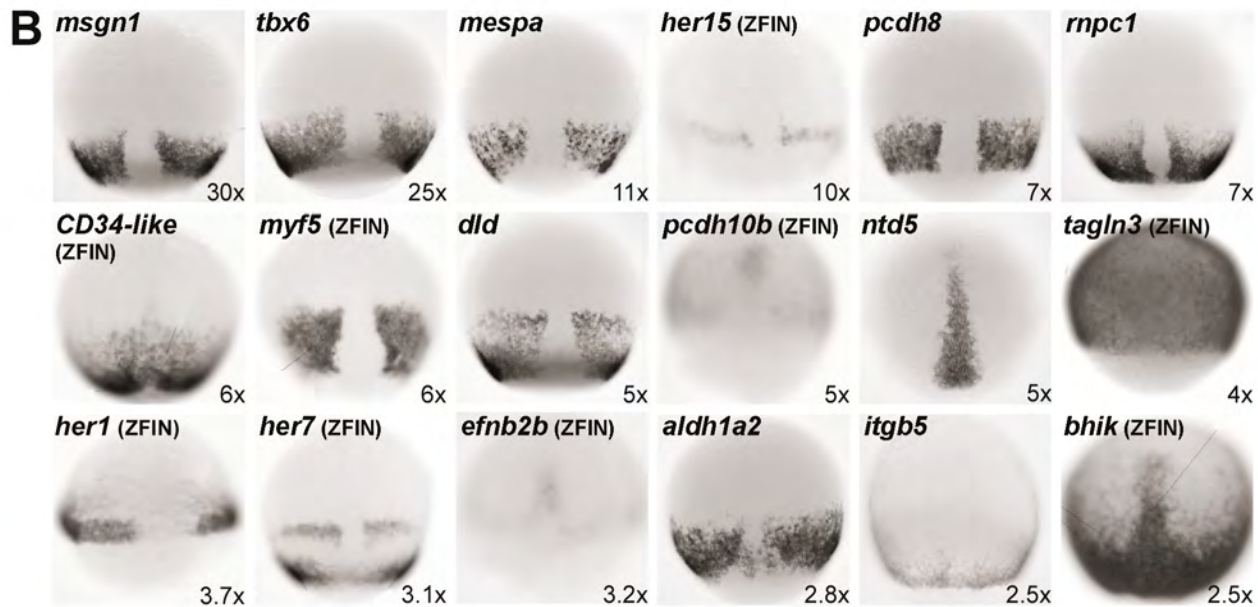 B
msgn1 tbx6 mespa her15 (ZFIN) pcdh8 rnpc1
30x 25x 11x 10x 7x 7x
CD34-like (ZFIN) myf5 (ZFIN) dld pcdh10b (ZFIN) ntd5 tagln3 (ZFIN)
6x 6x 5x 5x 5x 4x
her1 (ZFIN) her7 (ZFIN) efnb2b (ZFIN) aldh1a2 itgb5 bhik (ZFIN)
3.7x 3.1x 3.2x 2.8x 2.5x 2.5x